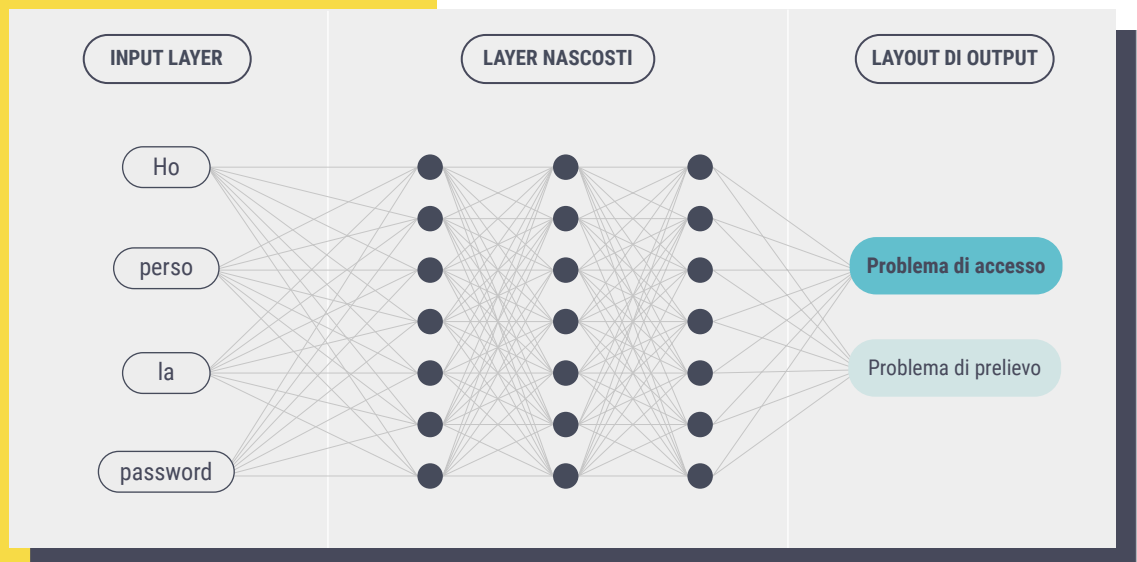 INPUT LAYER
LAYER NASCOSTI
LAYOUT DI OUTPUT
Ho
perso
la
password
Problema di accesso
Problema di prelievo